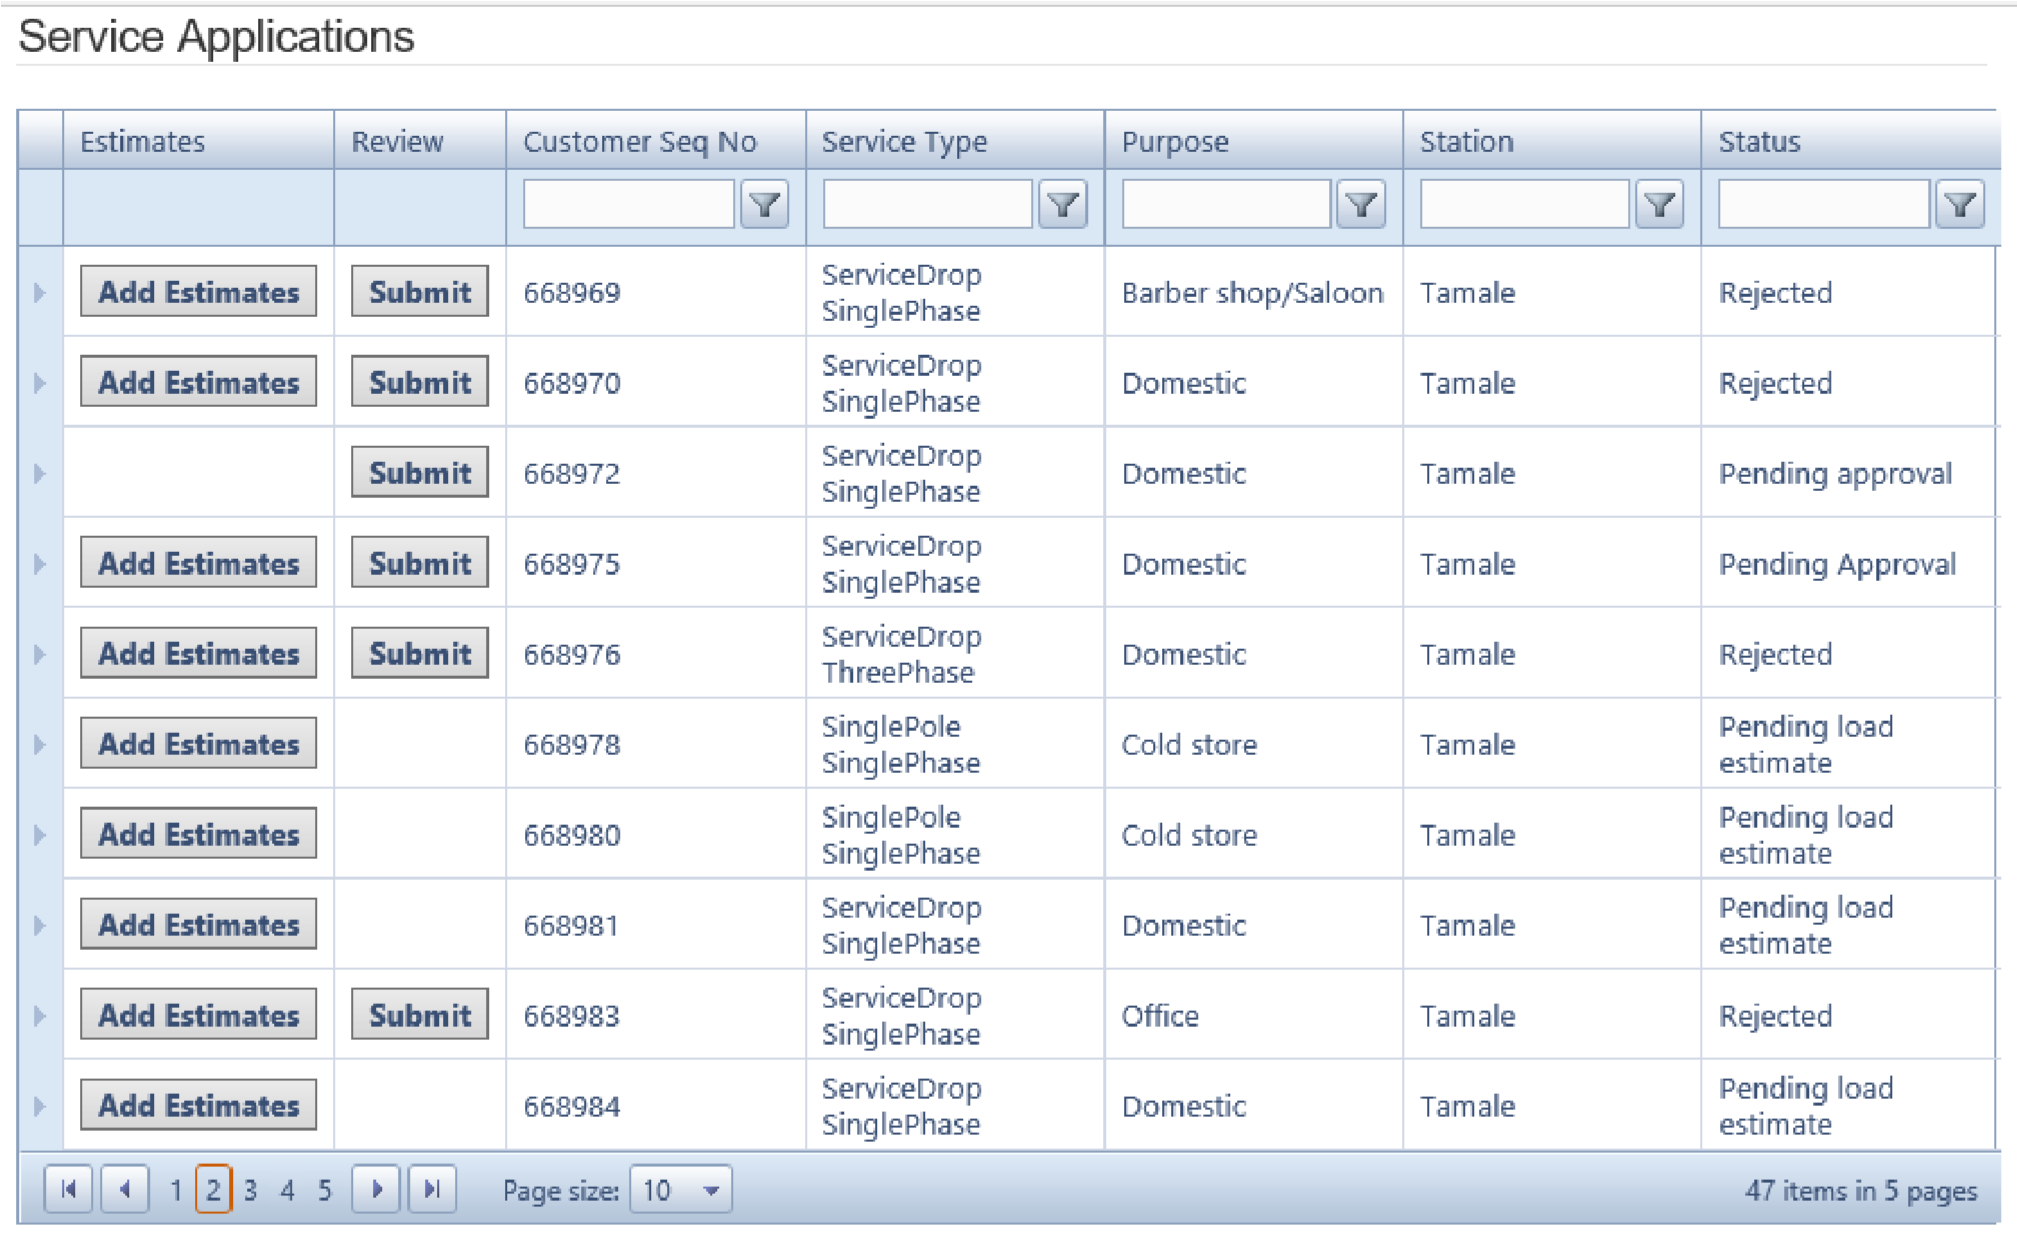 Service Applications
Estimates Review Customer Seq No Service Type Purpose Station Status
Add Estimates Submit 668969 ServiceDrop SinglePhase Barber shop/Saloon Tamale Rejected
Add Estimates Submit 668970 ServiceDrop SinglePhase Domestic Tamale Rejected
Submit 668972 ServiceDrop SinglePhase Domestic Tamale Pending approval
Add Estimates Submit 668975 ServiceDrop SinglePhase Domestic Tamale Pending Approval
Add Estimates Submit 668976 ServiceDrop ThreePhase Domestic Tamale Rejected
Add Estimates 668978 SinglePole SinglePhase Cold store Tamale Pending load estimate
Add Estimates 668980 SinglePole SinglePhase Cold store Tamale Pending load estimate
Add Estimates 668981 ServiceDrop SinglePhase Domestic Tamale Pending load estimate
Add Estimates Submit 668983 ServiceDrop SinglePhase Office Tamale Rejected
Add Estimates 668984 ServiceDrop SinglePhase Domestic Tamale Pending load estimate
1 2 3 4 5 Page size: 10 47 items in 5 pages